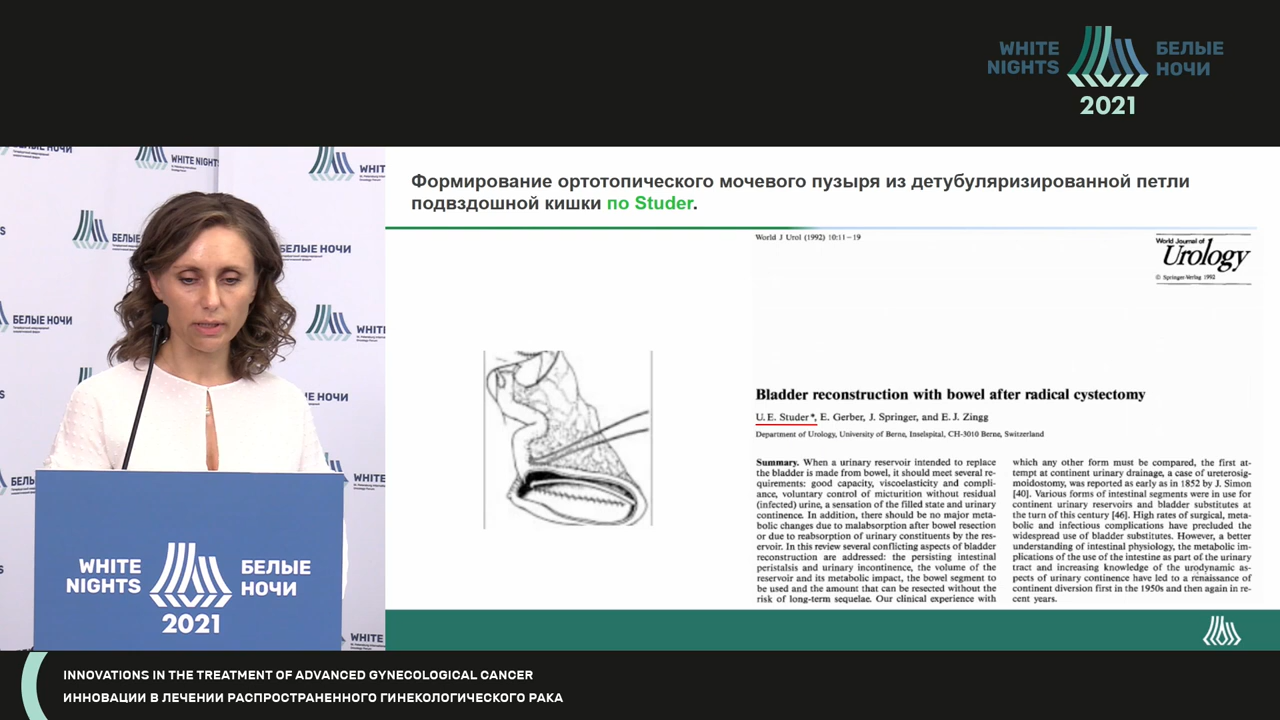 WHITE NIGHTS
БЕЛЫЕ НОЧИ
2021
Формирование ортотопического мочевого пузыря из детубуляризированной петли
подвздошной кишки по Studer.
World J Urol (1992) 10:11–19
World Journal of
Urology
© Springer-Verlag 1992
Bladder reconstruction with bowel after radical cystectomy
U. E. Studer*, E. Gerber, J. Springer, and E. J. Zingg
Department of Urology, University of Berne, Inselspital, CH-3010 Berne, Switzerland
Summary. When a urinary reservoir intended to replace
the bladder is made from bowel, it should meet several re-
quirements: good capacity, viscoelasticity and compli-
ance, voluntary control of micturition without residual
(infected) urine, a sensation of the filled state and urinary
continence. In addition, there should be no major meta-
bolic changes due to malabsorption after bowel resection
or due to reabsorption of urinary constituents by the res-
ervoir. In this review several conflicting aspects of bladder
reconstruction are addressed: the persisting intestinal
peristalsis and urinary incontinence, the volume of the
reservoir and its metabolic impact, the bowel segment to
be used and the amount that can be resected without the
risk of long-term sequelae. Our clinical experience with
which any other form must be compared, the first at-
tempt at continent urinary drainage, a case of ureterosig-
moidostomy, was reported as early as in 1852 by J. Simon
[40]. Various forms of intestinal segments were in use for
continent urinary reservoirs and bladder substitutes at
the turn of this century [46]. High rates of surgical, meta-
bolic and infectious complications have precluded the
widespread use of bladder substitutes. However, a better
understanding of intestinal physiology, the metabolic im-
plications of the use of the intestine as part of the urinary
tract and increasing knowledge of the urodynamic as-
pects of urinary continence have led to a renaissance of
continent diversion first in the 1950s and then again in re-
cent years.
WHITE NIGHTS
БЕЛЫЕ НОЧИ
2021
INNOVATIONS IN THE TREATMENT OF ADVANCED GYNECOLOGICAL CANCER
ИННОВАЦИИ В ЛЕЧЕНИИ РАСПРОСТРАНЕННОГО ГИНЕКОЛОГИЧЕСКОГО РАКА